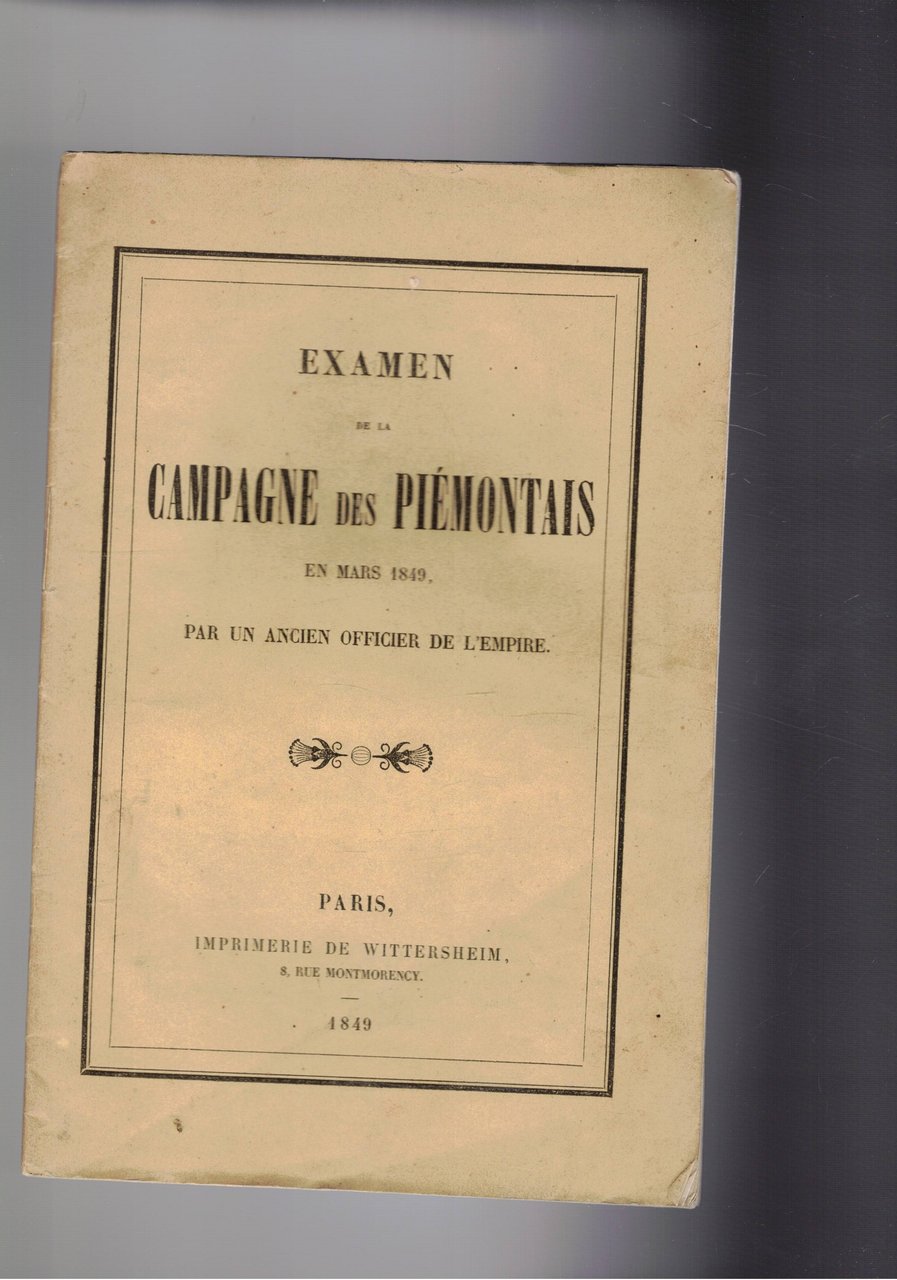 EXAMEN
DE LA
CAMPAGNE DES PIÉMONTAIS
EN MARS 1849,
PAR UN ANCIEN OFFICIER DE L'EMPIRE.
PARIS,
IMPRIMERIE DE WITTERSHEIM,
8, RUE MONTMORENCY.
1849